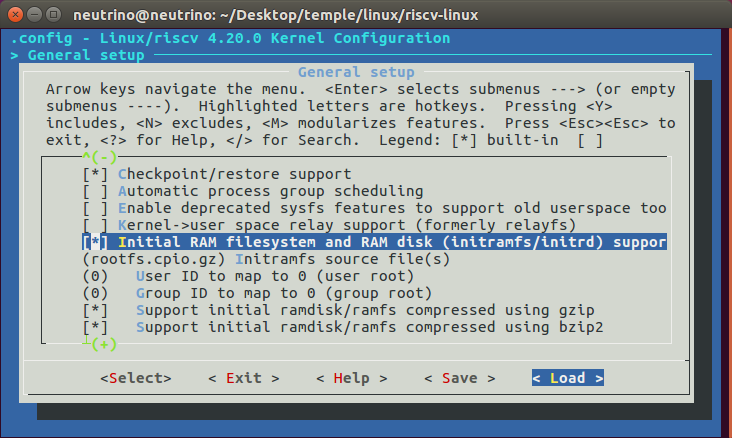 neutrino@neutrino: ~/Desktop/temple/linux/riscv-linux
.config - Linux/riscv 4.20.0 Kernel Configuration
> General setup
General setup
Arrow keys navigate the menu.  <Enter> selects submenus ---> (or empty
submenus ----).  Highlighted letters are hotkeys.  Pressing <Y>
includes, <N> excludes, <M> modularizes features.  Press <Esc><Esc> to
exit, <?> for Help, </> for Search.  Legend: [*] built-in  [ ]
^(-)
[*] Checkpoint/restore support
[ ] Automatic process group scheduling
[ ] Enable deprecated sysfs features to support old userspace too
[ ] Kernel->user space relay support (formerly relayfs)
[*] Initial RAM filesystem and RAM disk (initramfs/initrd) suppor
(rootfs.cpio.gz) Initramfs source file(s)
(0)   User ID to map to 0 (user root)
(0)   Group ID to map to 0 (group root)
[*]   Support initial ramdisk/ramfs compressed using gzip
[*]   Support initial ramdisk/ramfs compressed using bzip2
┴(+)
<Select>    < Exit >    < Help >    < Save >    < Load >